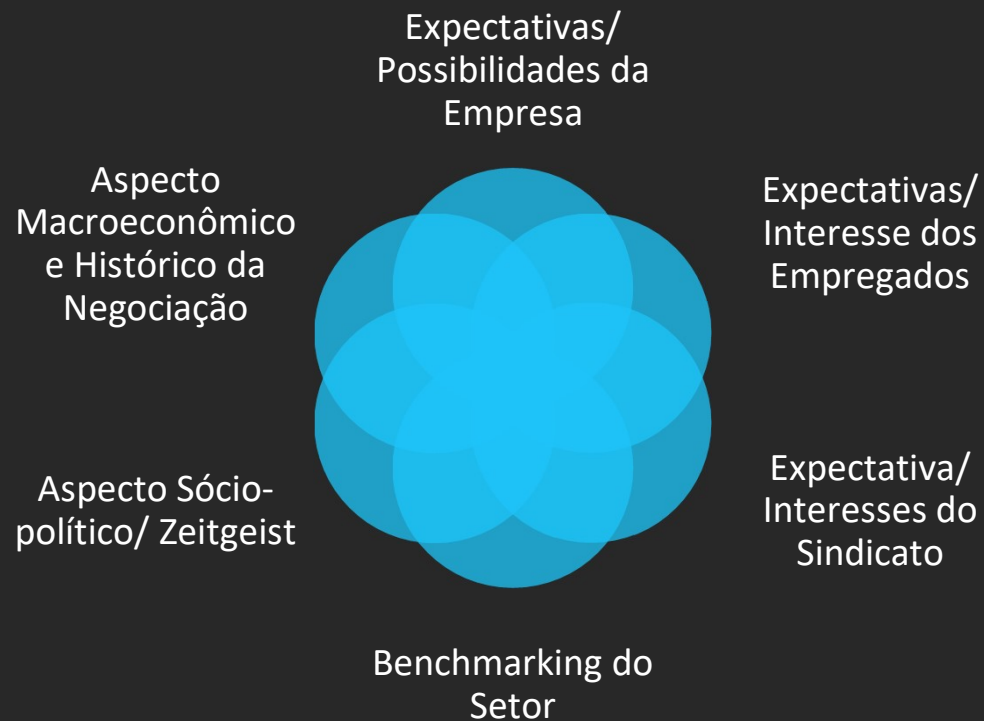 Expectativas/
Possibilidades da
Empresa
Expectativas/
Interesse dos
Empregados
Expectativa/
Interesses do
Sindicato
Benchmarking do
Setor
Aspecto Sócio-
político/ Zeitgeist
Aspecto
Macroeconômico
e Histórico da
Negociação